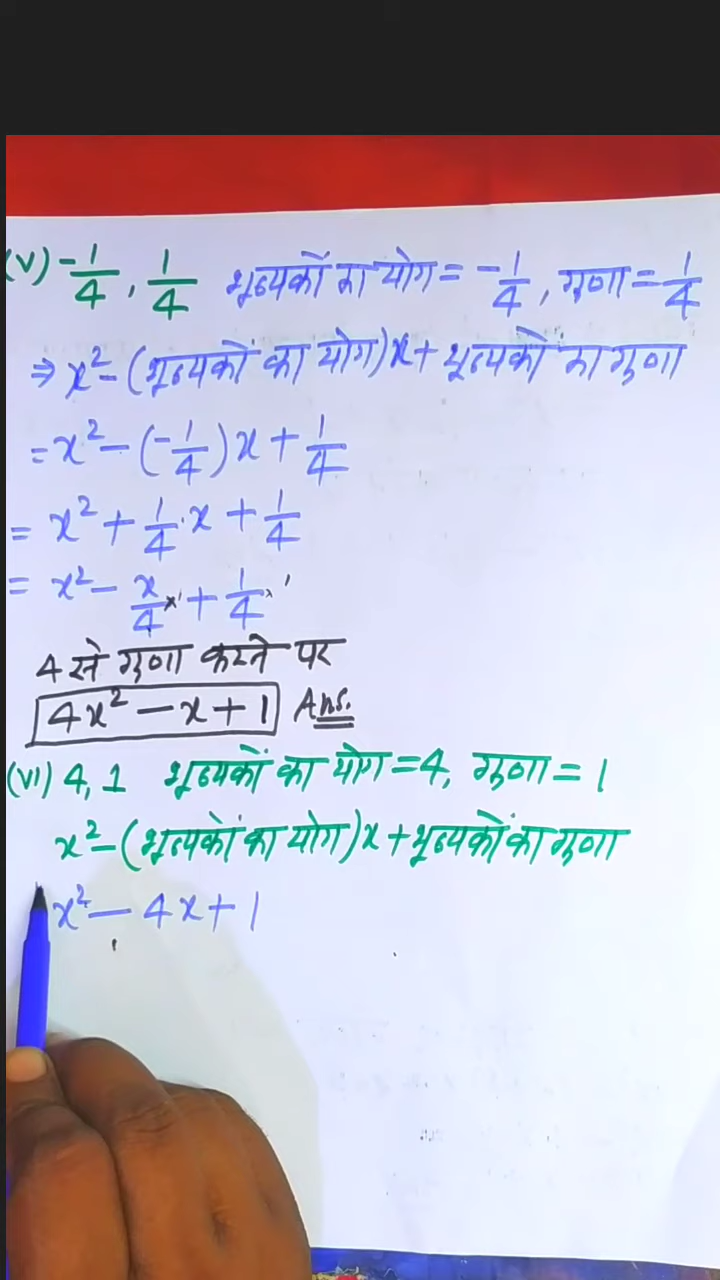 (v) -1/4, 1/4 शून्यकों का योग = -1/4, गुणा = 1/4
⇒ x² - (शून्यको का योग)x + शून्यको का गुणा
= x² - (-1/4)x + 1/4
= x² + 1/4·x + 1/4
= x² - x/4 ×' + 1/4 ×'
4 से गुणा करने पर
4x² - x + 1 Ans.
(VI) 4, 1 शून्यकों का योग = 4, गुणा = 1
x² - (शून्यकों का योग)x + शून्यकों का गुणा
x² - 4x + 1